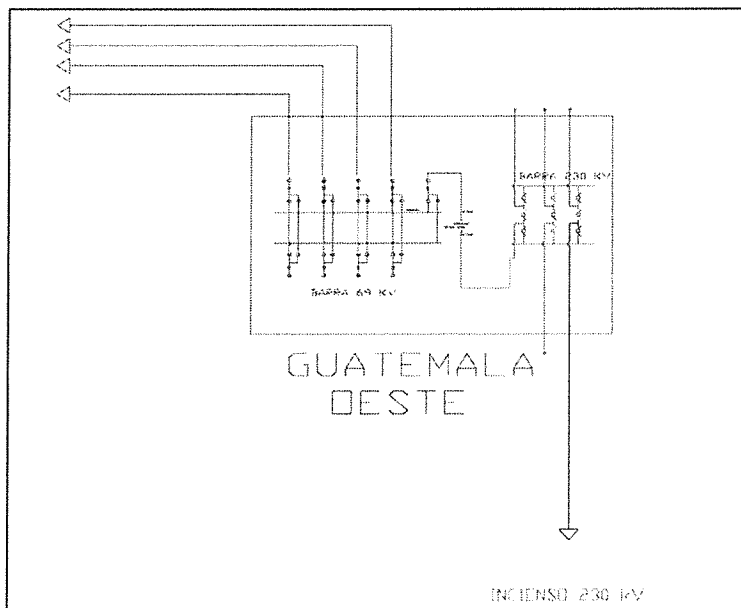 BARRA 230 KV
BARRA 69 KV
GUATEMALA
OESTE
INCIENSO 230 KV